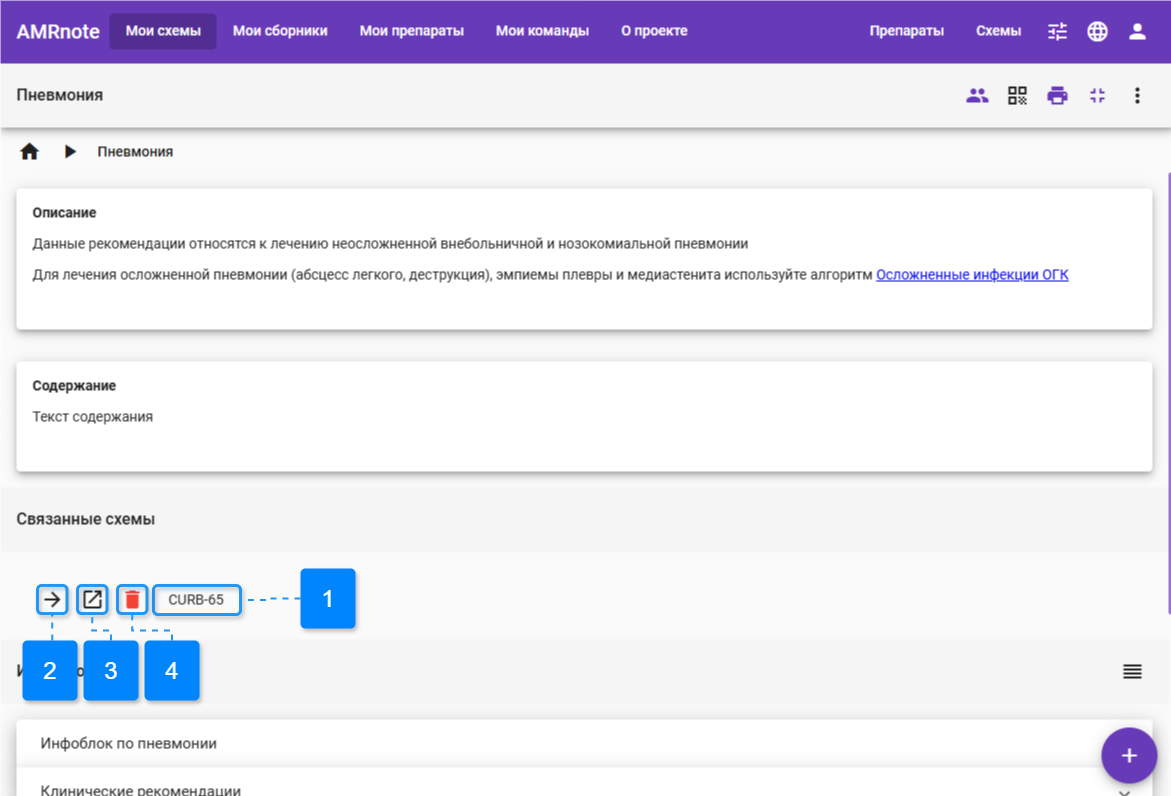 AMRnote Мои схемы Мои сборники Мои препараты Мои команды О проекте Препараты Схемы
Пневмония
Пневмония
Описание
Данные рекомендации относятся к лечению неосложненной внебольничной и нозокомиальной пневмонии
Для лечения осложненной пневмонии (абсцесс легкого, деструкция), эмпиемы плевры и медиастенита используйте алгоритм Осложненные инфекции ОГК
Содержание
Текст содержания
Связанные схемы
CURB-65 1
2 3 4
Инфоблок по пневмонии
Клинические рекомендации